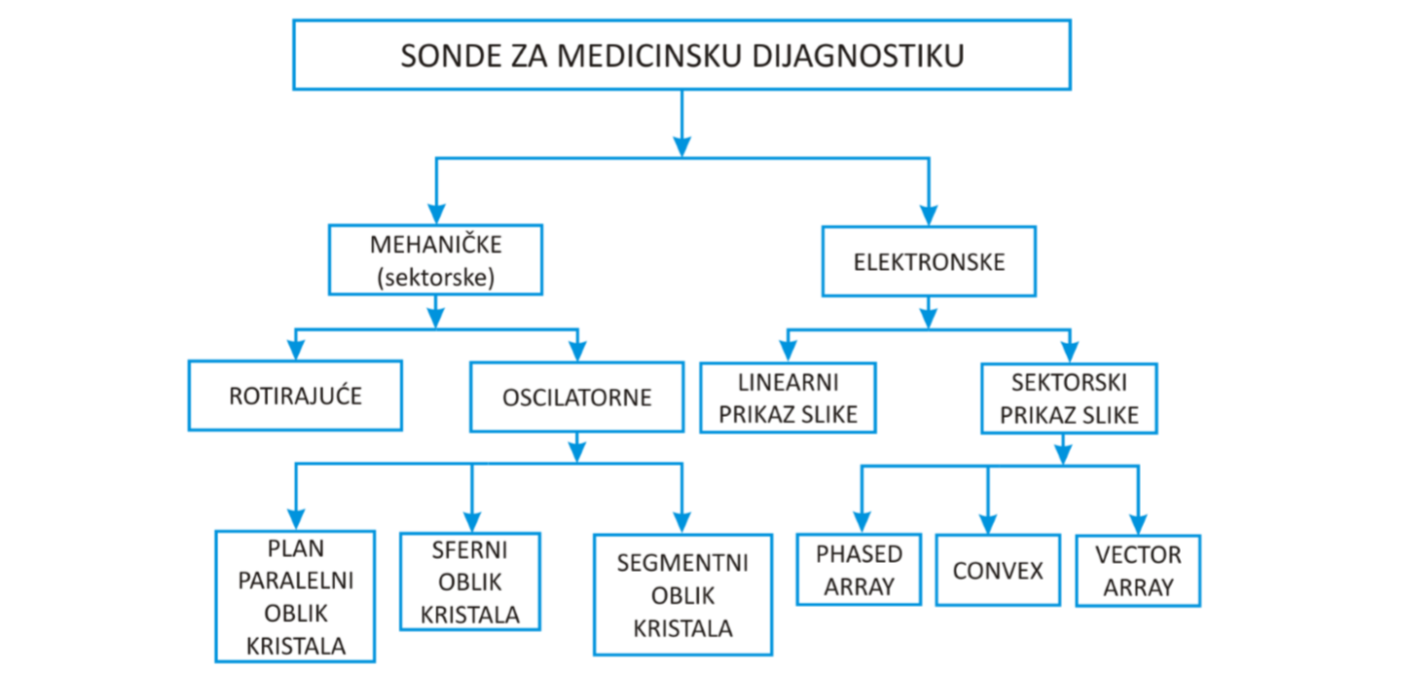 SONDE ZA MEDICINSKU DIJAGNOSTIKU
MEHANIČKE
(sektorske)
ELEKTRONSKE
ROTIRAJUĆE
OSCILATORNE
LINEARNI
PRIKAZ SLIKE
SEKTORSKI
PRIKAZ SLIKE
PLAN
PARALELNI
OBLIK
KRISTALA
SFERNI
OBLIK
KRISTALA
SEGMENTNI
OBLIK
KRISTALA
PHASED
ARRAY
CONVEX
VECTOR
ARRAY